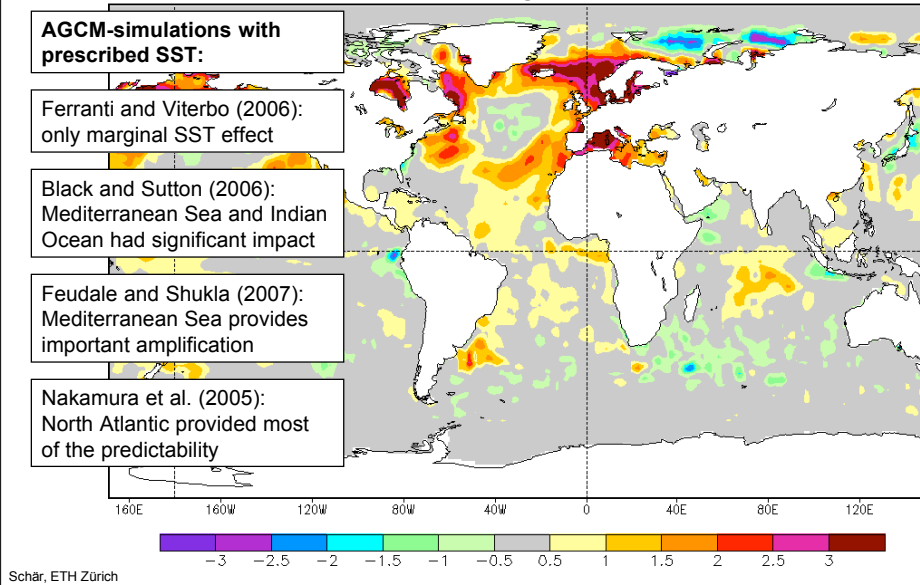 AGCM-simulations with
prescribed SST:
Ferranti and Viterbo (2006):
only marginal SST effect
Black and Sutton (2006):
Mediterranean Sea and Indian
Ocean had significant impact
Feudale and Shukla (2007):
Mediterranean Sea provides
important amplification
Nakamura et al. (2005):
North Atlantic provided most
of the predictability
160E 160W 120W 80W 40W 0 40E 80E 120E
−3 −2.5 −2 −1.5 −1 −0.5 0.5 1 1.5 2 2.5 3
Schär, ETH Zürich